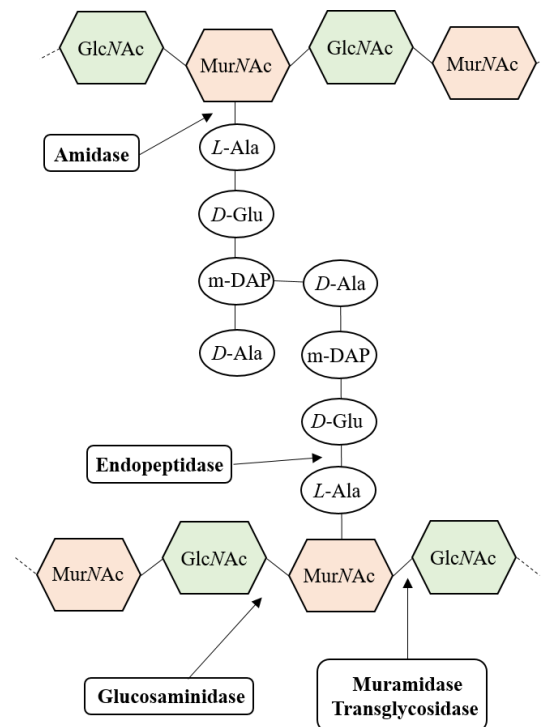 GlcNAc
MurNAc
GlcNAc
MurNAc
Amidase
L-Ala
D-Glu
m-DAP
D-Ala
D-Ala
m-DAP
D-Glu
Endopeptidase
L-Ala
MurNAc
GlcNAc
MurNAc
GlcNAc
Glucosaminidase
Muramidase
Transglycosidase